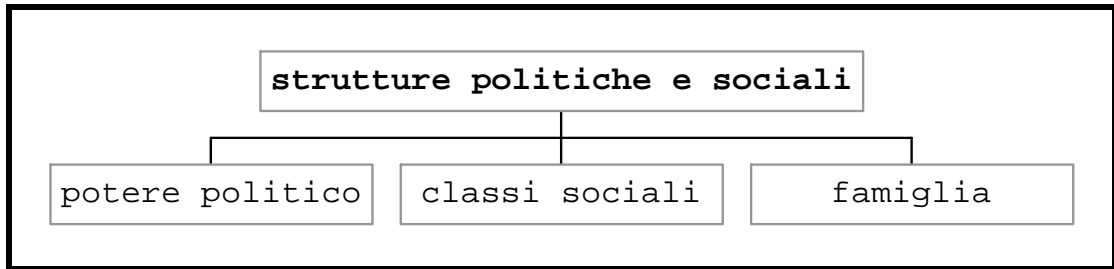 strutture politiche e sociali
potere politico
classi sociali
famiglia